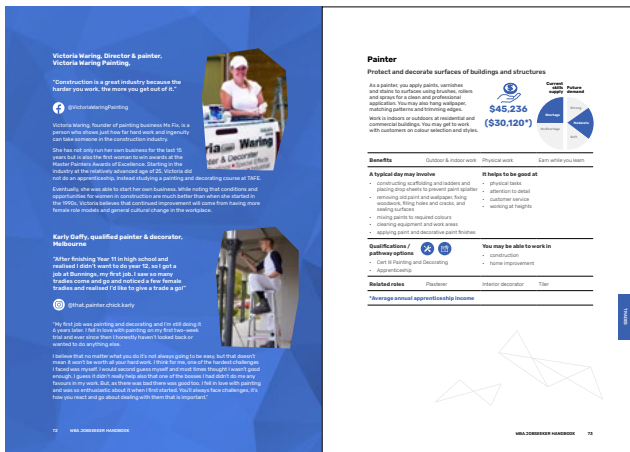 Victoria Waring, Director & painter,
Victoria Waring Painting,
"Construction is a great industry because the
harder you work, the more you get out of it."
@VictoriaWaringPainting
Victoria Waring, founder of painting business Ms Fix, is a
person who shows just how far hard work and ingenuity
can take someone in the construction industry.
She has not only run her own business for the last 15
years but is also the first woman to win awards at the
Master Painters Awards of Excellence. Starting in the
industry at the relatively advanced age of 25, Victoria did
not do an apprenticeship, instead studying a painting and decorating course at TAFE.
Eventually, she was able to start her own business. While noting that conditions and
opportunities for women in construction are much better than when she started in
the 1990s, Victoria believes that continued improvement will come from having more
female role models and general cultural change in the workplace.
Karly Gaffy, qualified painter & decorator,
Melbourne
"After finishing Year 11 in high school and
realised I didn't want to do year 12, so I got a
job at Bunnings, my first job. I saw so many
tradies come and go and noticed a few female
tradies and realised I'd like to give a trade a go!"
@that.painter.chick.karly
"My first job was painting and decorating and I'm still doing it
6 years later. I fell in love with painting on my first two-week
trial and ever since then I honestly haven't looked back or
wanted to do anything else.
I believe that no matter what you do it's not always going to be easy, but that doesn't
mean it won't be worth all your hard work. I think for me, one of the hardest challenges
I faced was myself. I would second guess myself and most times thought I wasn't good
enough. I guess it didn't really help also that one of the bosses I had didn't do me any
favours in my work. But, as there was bad there was good too. I fell in love with painting
and was so enthusiastic about it when I first started. You'll always face challenges, it's
how you react and go about dealing with them that is important."
72 WBA JOBSEEKER HANDBOOK
Painter
Protect and decorate surfaces of buildings and structures
As a painter, you apply paints, varnishes
and stains to surfaces using brushes, rollers
and sprays for a clean and professional
application. You may also hang wallpaper,
matching patterns and trimming edges.
Work is indoors or outdoors at residential and
commercial buildings. You may get to work
with customers on colour selection and styles.
$45,236
($30,120*)
Current
skills
supply
Future
demand
Shortage
No Shortage
Strong
Moderate
Soft
Benefits Outdoor & indoor work Physical work Earn while you learn
A typical day may involve
• constructing scaffolding and ladders and
placing drop sheets to prevent paint splatter
• removing old paint and wallpaper, fixing
woodwork, filling holes and cracks, and
sealing surfaces
• mixing paints to required colours
• cleaning equipment and work areas
• applying paint and decorative paint finishes
It helps to be good at
• physical tasks
• attention to detail
• customer service
• working at heights
Qualifications /
pathway options
• Cert III Painting and Decorating
• Apprenticeship
You may be able to work in
• construction
• home improvement
Related roles Plasterer Interior decorator Tiler
*Average annual apprenticeship income
TRADES
WBA JOBSEEKER HANDBOOK 73